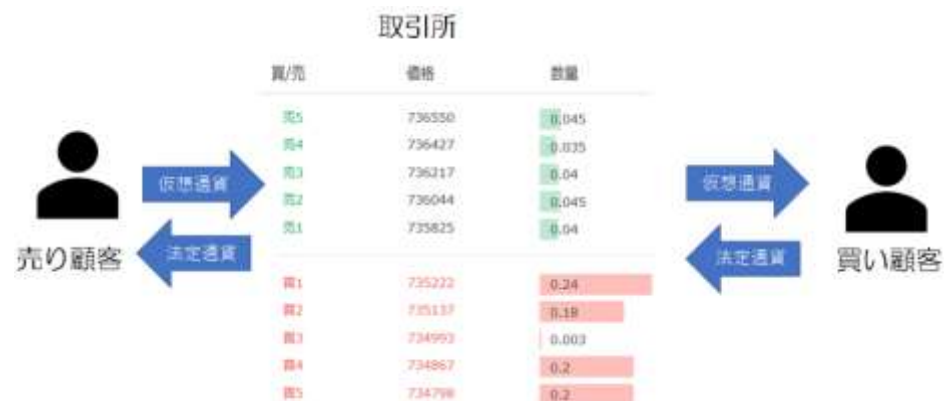 取引所
買/売 価格 数量
売5 736550 0.045
売4 736427 0.035
売3 736217 0.04
売2 736044 0.045
売1 735825 0.04
仮想通貨
法定通貨
売り顧客
仮想通貨
法定通貨
買い顧客
買1 735222 0.24
買2 735137 0.18
買3 734993 0.003
買4 734867 0.2
買5 734798 0.2